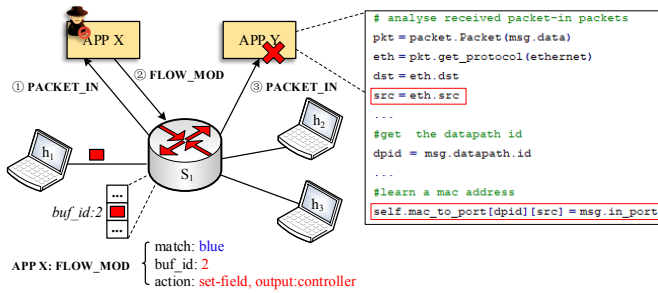 APP X
APP Y
① PACKET_IN
② FLOW_MOD
③ PACKET_IN
h1
h2
h3
S1
...
buf_id:2
...
APP X: FLOW_MOD
match: blue
buf_id: 2
action: set-field, output:controller
# analyse received packet-in packets
pkt = packet.Packet(msg.data)
eth = pkt.get_protocol(ethernet)
dst = eth.dst
src = eth.src
...
#get the datapath id
dpid = msg.datapath.id
...
#learn a mac address
self.mac_to_port[dpid][src] = msg.in_port